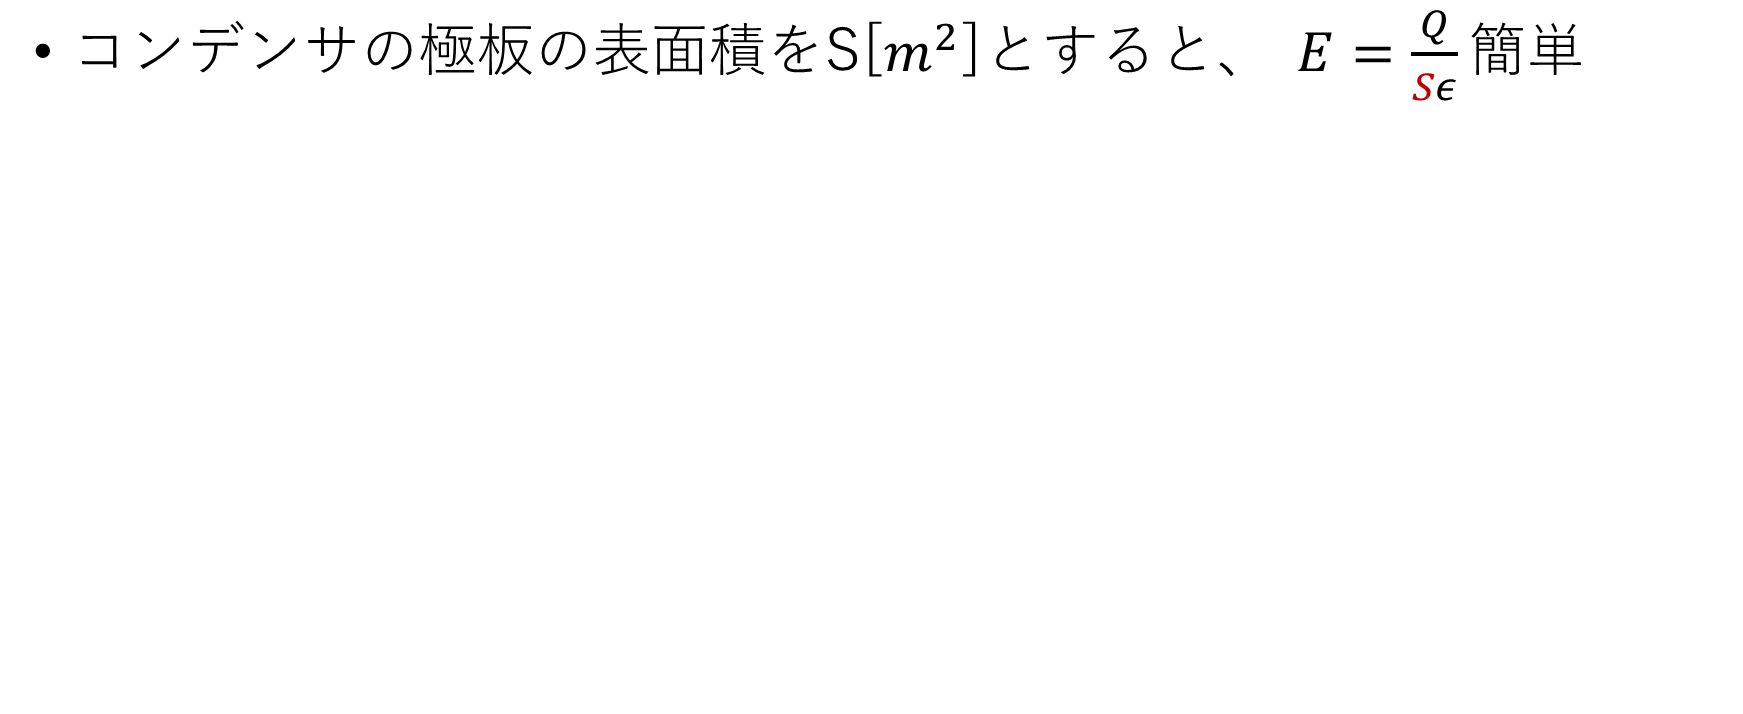 • コンデンサの極板の表面積をS[𝑚²]とすると、 𝐸 = 𝑄/𝑆𝜖 簡単